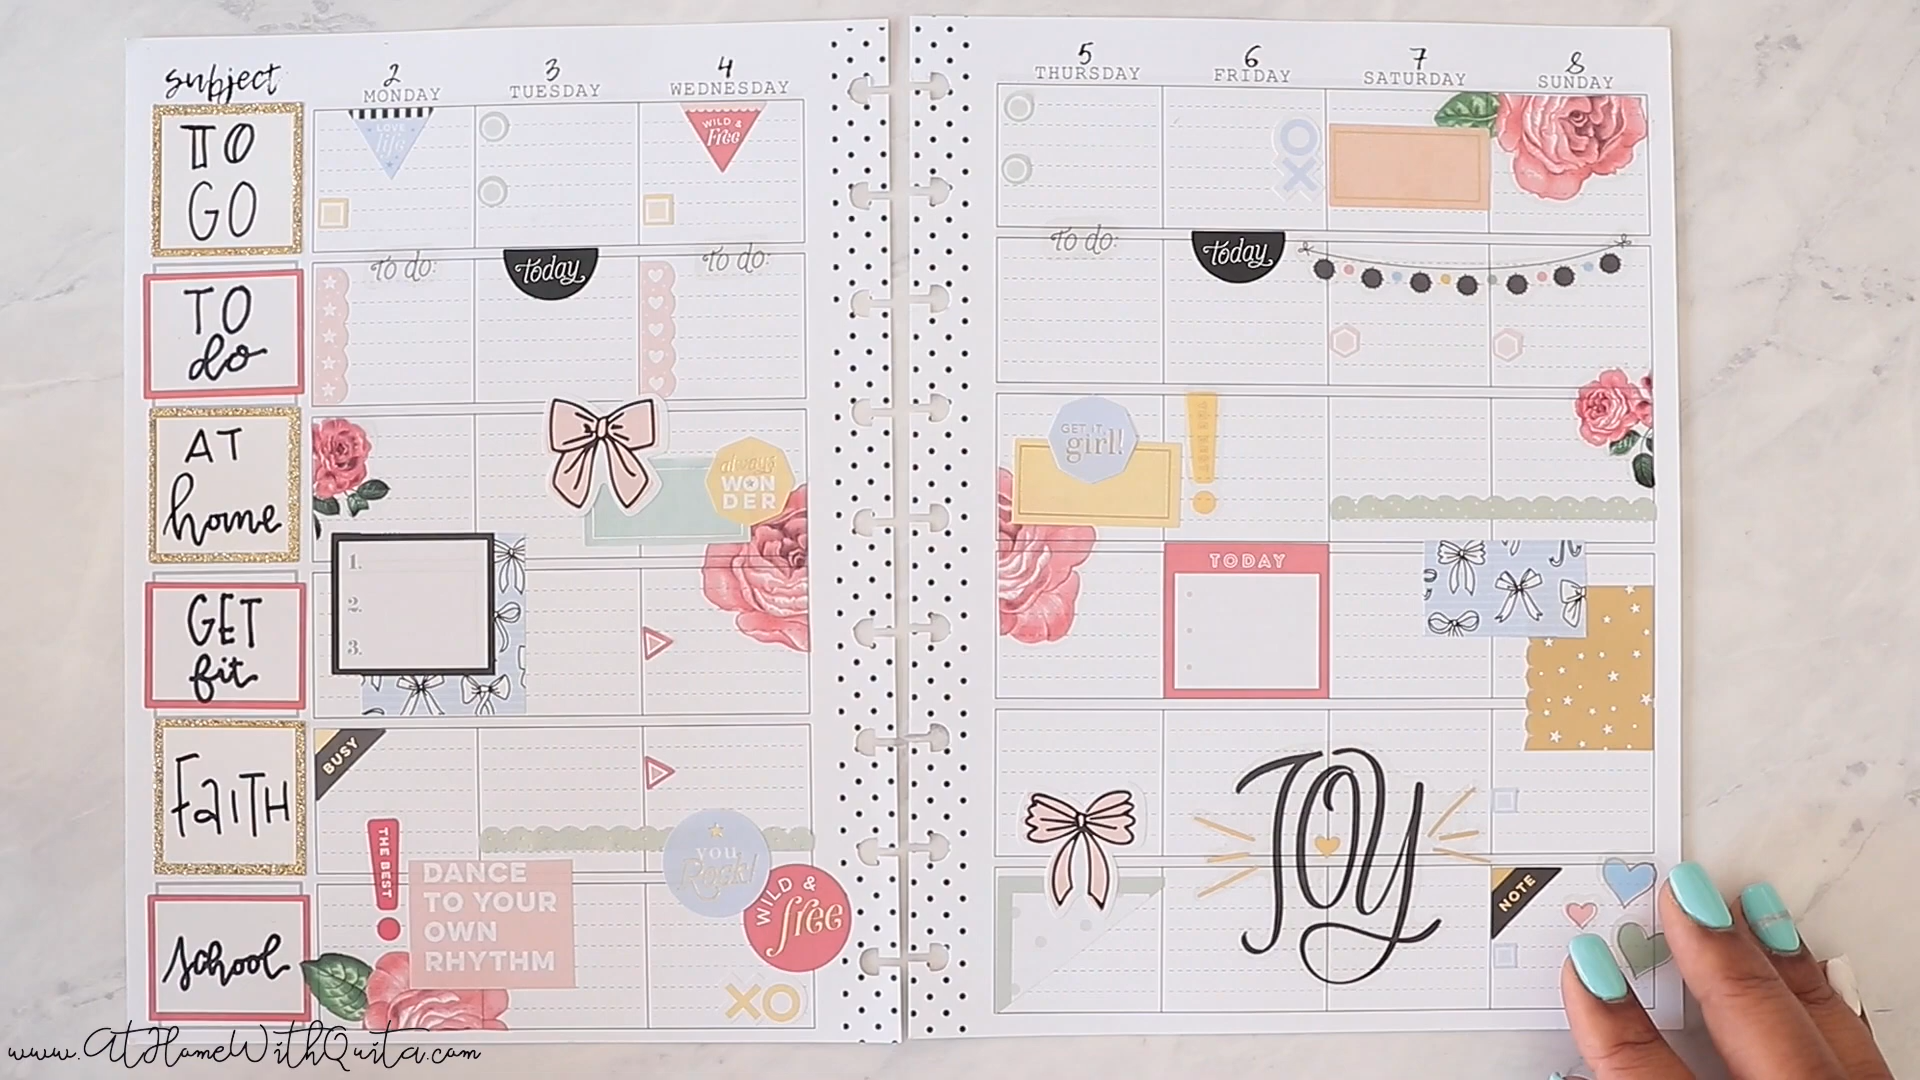 subject
2
MONDAY
3
TUESDAY
4
WEDNESDAY
5
THURSDAY
6
FRIDAY
7
SATURDAY
8
SUNDAY
TO
GO
LOVE
life
WILD &
Free
OX
TO
do
To do:
today
To do:
To do:
today
AT
home
always
WON
DER
GET IT,
girl!
GET
fit
1.
2.
3.
TODAY
FAITH
BUSY
THE BEST
you
Rock!
JOY
school
DANCE
TO YOUR
OWN
RHYTHM
WILD &
free
XO
NOTE
www.AtHomeWithQuita.com